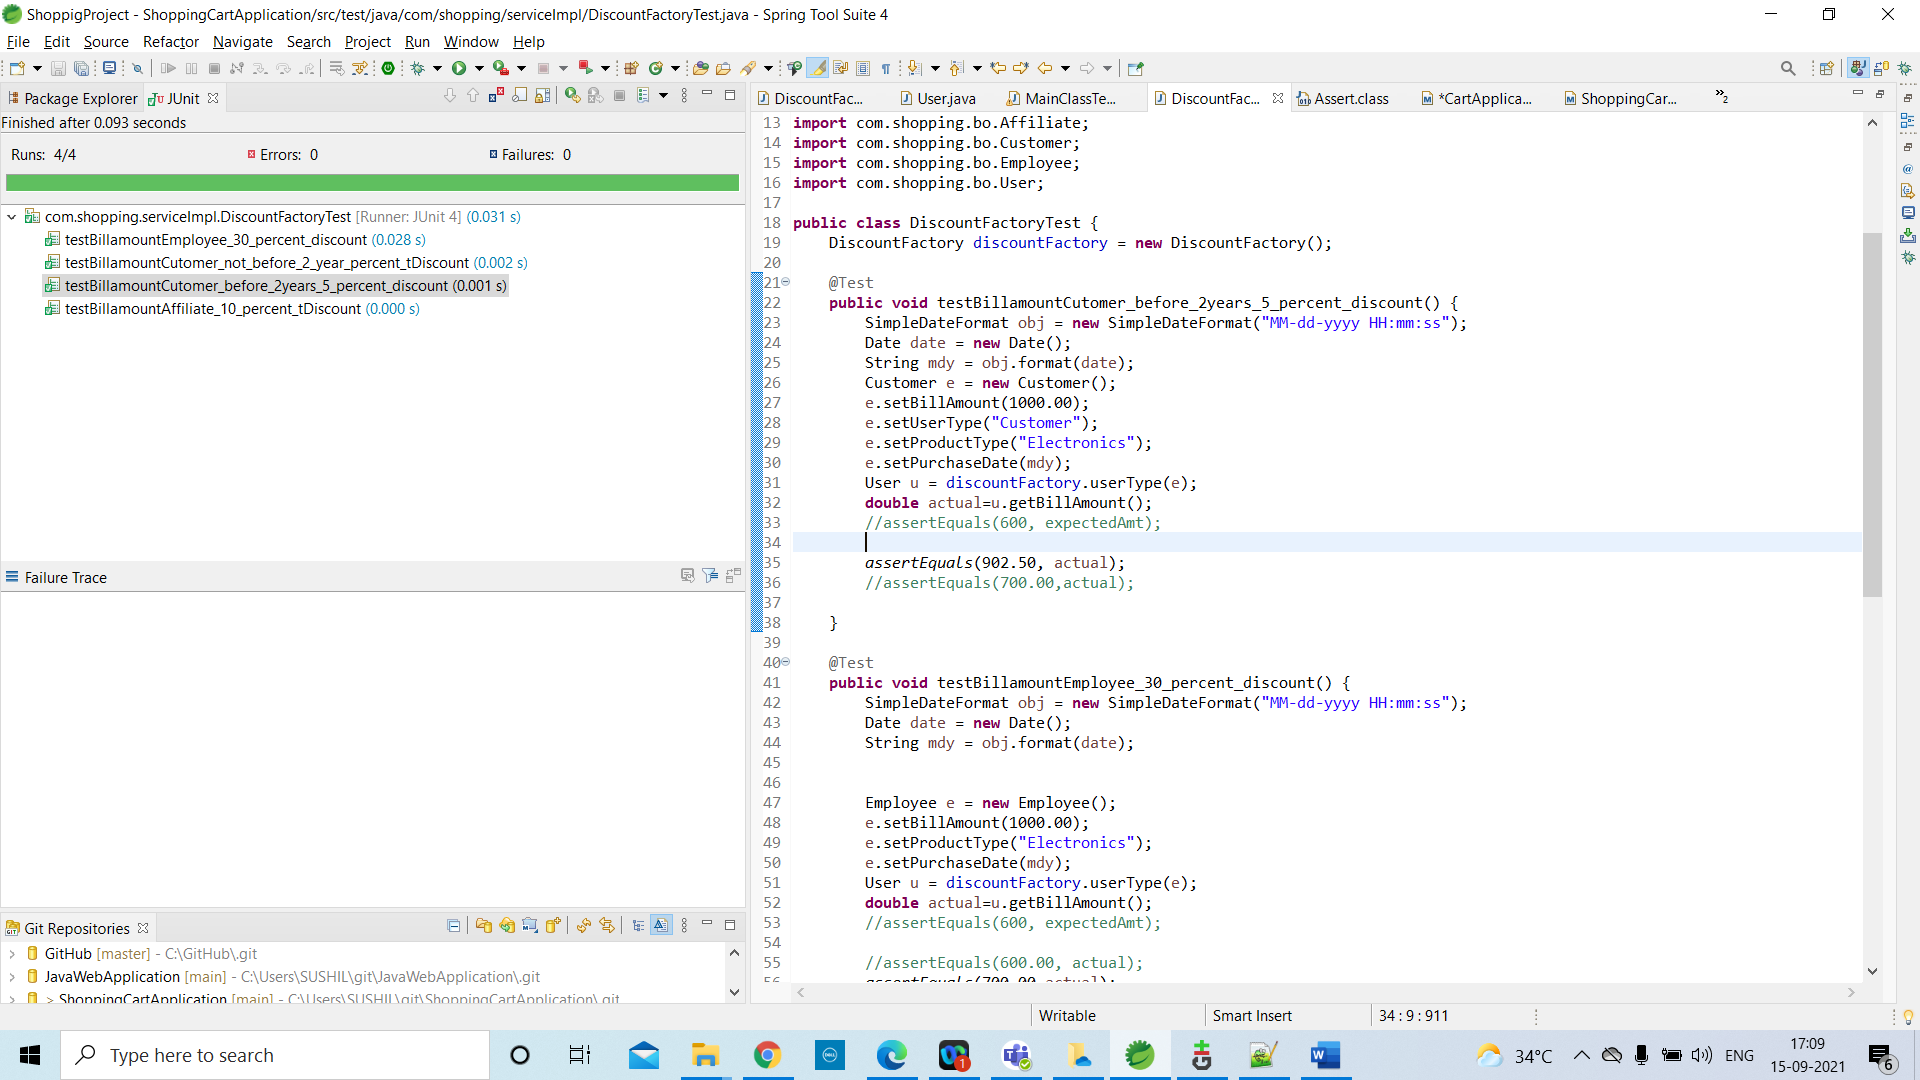 ShoppigProject - ShoppingCartApplication/src/test/java/com/shopping/serviceImpl/DiscountFactoryTest.java - Spring Tool Suite 4
File Edit Source Refactor Navigate Search Project Run Window Help
Package Explorer JUnit
Finished after 0.093 seconds
Runs: 4/4 Errors: 0 Failures: 0
com.shopping.serviceImpl.DiscountFactoryTest [Runner: JUnit 4] (0.031 s)
testBillamountEmployee_30_percent_discount (0.028 s)
testBillamountCutomer_not_before_2_year_percent_tDiscount (0.002 s)
testBillamountCutomer_before_2years_5_percent_discount (0.001 s)
testBillamountAffiliate_10_percent_tDiscount (0.000 s)
Failure Trace
Git Repositories
GitHub [master] - C:\GitHub\.git
JavaWebApplication [main] - C:\Users\SUSHIL\git\JavaWebApplication\.git
> ShoppingCartApplication [main] - C:\Users\SUSHIL\git\ShoppingCartApplication\.git
DiscountFac... User.java MainClassTe... DiscountFac... Assert.class *CartApplica... ShoppingCar... »2
13 import com.shopping.bo.Affiliate;
14 import com.shopping.bo.Customer;
15 import com.shopping.bo.Employee;
16 import com.shopping.bo.User;
17
18 public class DiscountFactoryTest {
19 DiscountFactory discountFactory = new DiscountFactory();
20
21 @Test
22 public void testBillamountCutomer_before_2years_5_percent_discount() {
23 SimpleDateFormat obj = new SimpleDateFormat("MM-dd-yyyy HH:mm:ss");
24 Date date = new Date();
25 String mdy = obj.format(date);
26 Customer e = new Customer();
27 e.setBillAmount(1000.00);
28 e.setUserType("Customer");
29 e.setProductType("Electronics");
30 e.setPurchaseDate(mdy);
31 User u = discountFactory.userType(e);
32 double actual=u.getBillAmount();
33 //assertEquals(600, expectedAmt);
34
35 assertEquals(902.50, actual);
36 //assertEquals(700.00,actual);
37
38 }
39
40 @Test
41 public void testBillamountEmployee_30_percent_discount() {
42 SimpleDateFormat obj = new SimpleDateFormat("MM-dd-yyyy HH:mm:ss");
43 Date date = new Date();
44 String mdy = obj.format(date);
45
46
47 Employee e = new Employee();
48 e.setBillAmount(1000.00);
49 e.setProductType("Electronics");
50 e.setPurchaseDate(mdy);
51 User u = discountFactory.userType(e);
52 double actual=u.getBillAmount();
53 //assertEquals(600, expectedAmt);
54
55 //assertEquals(600.00, actual);
56 assertEquals(700.00,actual);
Writable Smart Insert 34 : 9 : 911
Type here to search
34°C ENG 17:09
15-09-2021
6